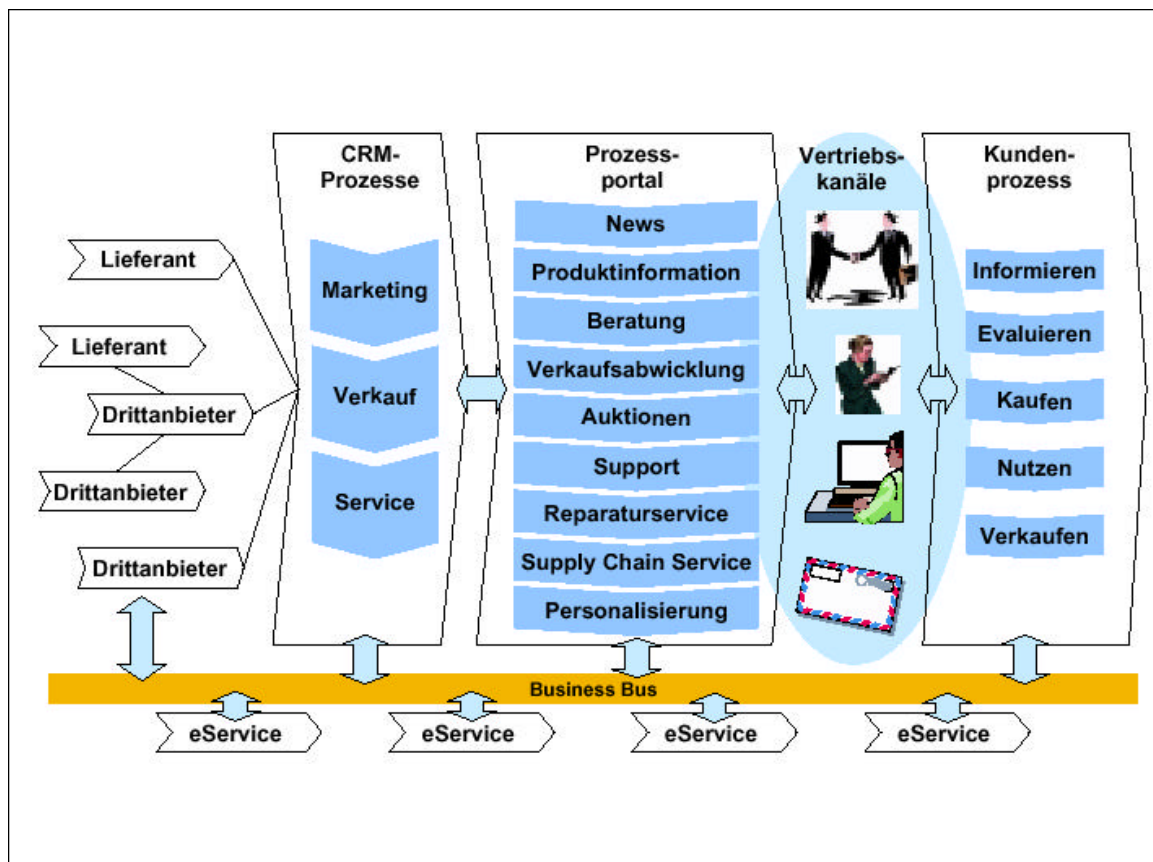 Lieferant
Lieferant
Drittanbieter
Drittanbieter
Drittanbieter
CRM-
Prozesse
Marketing
Verkauf
Service
Prozess-
portal
News
Produktinformation
Beratung
Verkaufsabwicklung
Auktionen
Support
Reparaturservice
Supply Chain Service
Personalisierung
Vertriebs-
kanäle
Kunden-
prozess
Informieren
Evaluieren
Kaufen
Nutzen
Verkaufen
Business Bus
eService
eService
eService
eService